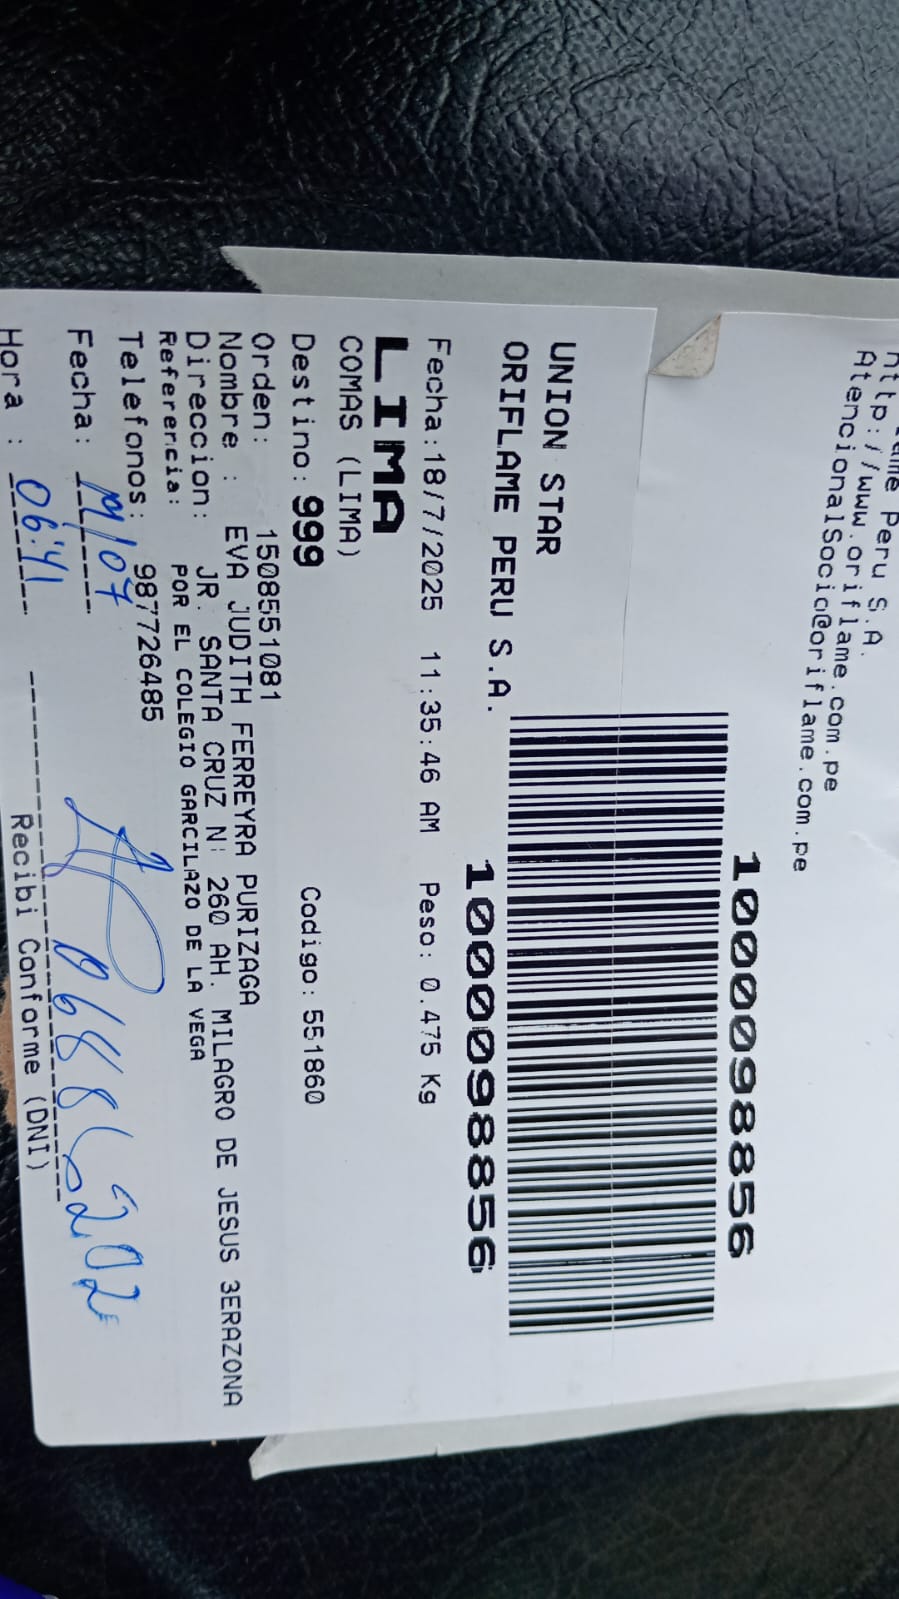 Peru S.A.
http://www.oriflame.com.pe
AtencionalSocio@oriflame.com.pe
1000098856
UNION STAR
ORIFLAME PERU S.A.
1000098856
Fecha:18/7/2025 11:35:46 AM Peso: 0.475 Kg
LIMA
COMAS (LIMA)
Destino: 999 Codigo: 551860
Orden: 1508551081
Nombre : EVA JUDITH FERREYRA PURIZAGA
Direccion: JR. SANTA CRUZ N: 260 AH. MILAGRO DE JESUS 3ERAZONA
Referencia: POR EL COLEGIO GARCILAZO DE LA VEGA
Telefonos: 987726485
Fecha:
Hora : 06:41
Recibi Conforme (DNI)